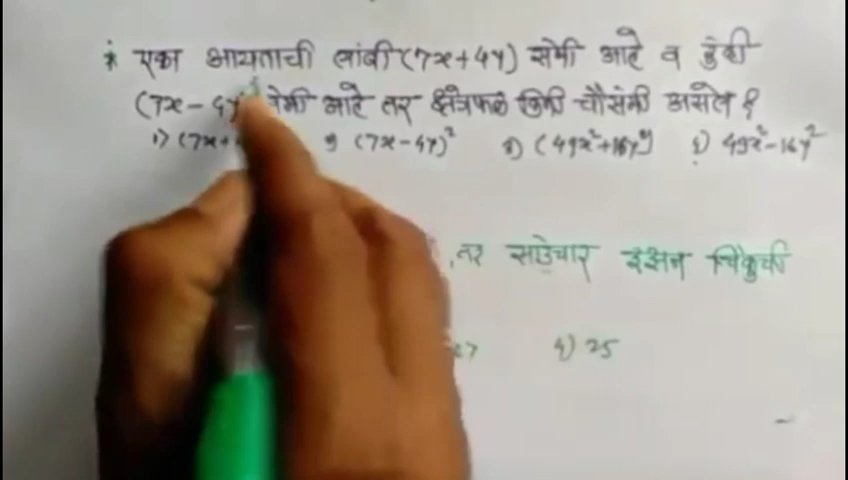 * एका आयताची लांबी (7x+4y) सेमी आहे व रुंदी
(7x-4y) सेमी आहे तर क्षेत्रफळ किती चौसेमी असेल ?
1) (7x+ 2) (7x-4y)² 3) (49x²+16y²) 4) 49x²-16y²
,तर साडेचार डझन चिकूची
4) 25